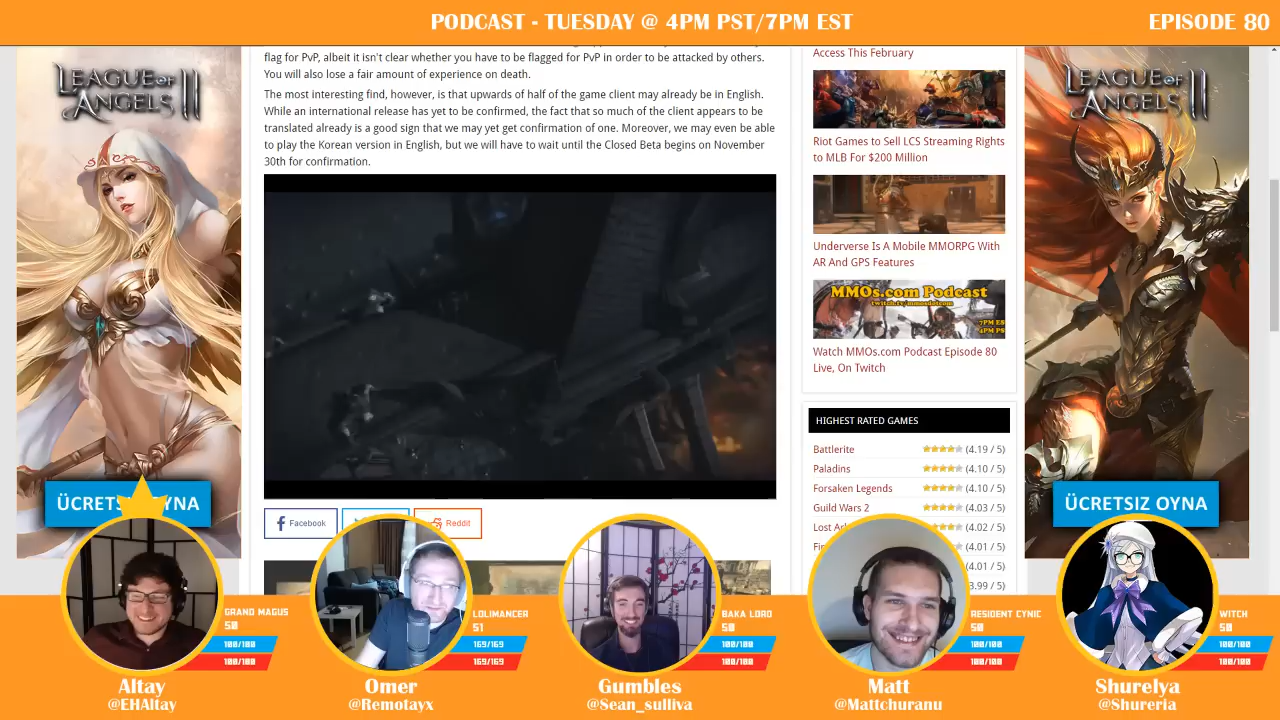 PODCAST - TUESDAY @ 4PM PST/7PM EST
EPISODE 80
LEAGUE OF
ANGELS II
flag for PvP, albeit it isn't clear whether you have to be flagged for PvP in order to be attacked by others.
You will also lose a fair amount of experience on death.
The most interesting find, however, is that upwards of half of the game client may already be in English.
While an international release has yet to be confirmed, the fact that so much of the client appears to be
translated already is a good sign that we may yet get confirmation of one. Moreover, we may even be able
to play the Korean version in English, but we will have to wait until the Closed Beta begins on November
30th for confirmation.
Facebook
Reddit
Access This February
Riot Games to Sell LCS Streaming Rights
to MLB For $200 Million
Underverse Is A Mobile MMORPG With
AR And GPS Features
MMOs.com Podcast
twitch.tv/mmosdotcom
7PM ES
4PM PS
Watch MMOs.com Podcast Episode 80
Live, On Twitch
HIGHEST RATED GAMES
Battlerite (4.19 / 5)
Paladins (4.10 / 5)
Forsaken Legends (4.10 / 5)
Guild Wars 2 (4.03 / 5)
Lost (4.02 / 5)
(4.01 / 5)
(4.01 / 5)
3.99 / 5)
LEAGUE OF
ANGELS II
ÜCRETSIZ OYNA
GRAND MAGUS
50
100/100
100/100
Altay
@EHAltay
LOLIMANCER
51
169/169
169/169
Omer
@Remotayx
BAKA LORD
50
100/100
100/100
Gumbles
@Sean_sulliva
RESIDENT CYNIC
50
100/100
100/100
Matt
@Mattchuranu
WITCH
50
100/100
100/100
Shurelya
@Shureria